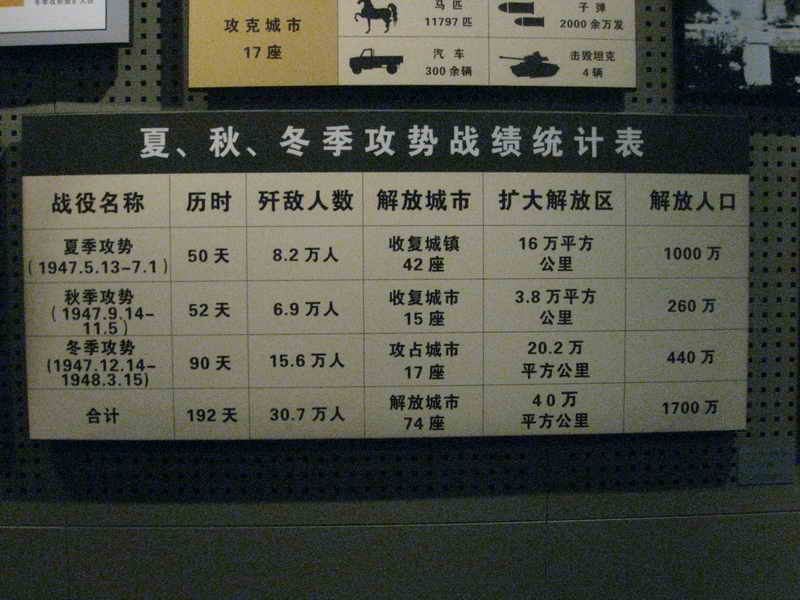 攻克城市
17座
马匹
11797匹
子弹
2000余万发
汽车
300余辆
击毁坦克
4辆
夏、秋、冬季攻势战绩统计表
战役名称 历时 歼敌人数 解放城市 扩大解放区 解放人口
夏季攻势
(1947.5.13-7.1)
50天
8.2万人
收复城镇
42座
16万平方
公里
1000万
秋季攻势
(1947.9.14-
11.5)
52天
6.9万人
收复城市
15座
3.8万平方
公里
260万
冬季攻势
(1947.12.14-
1948.3.15)
90天
15.6万人
攻占城市
17座
20.2万
平方公里
440万
合计
192天
30.7万人
解放城市
74座
40万
平方公里
1700万